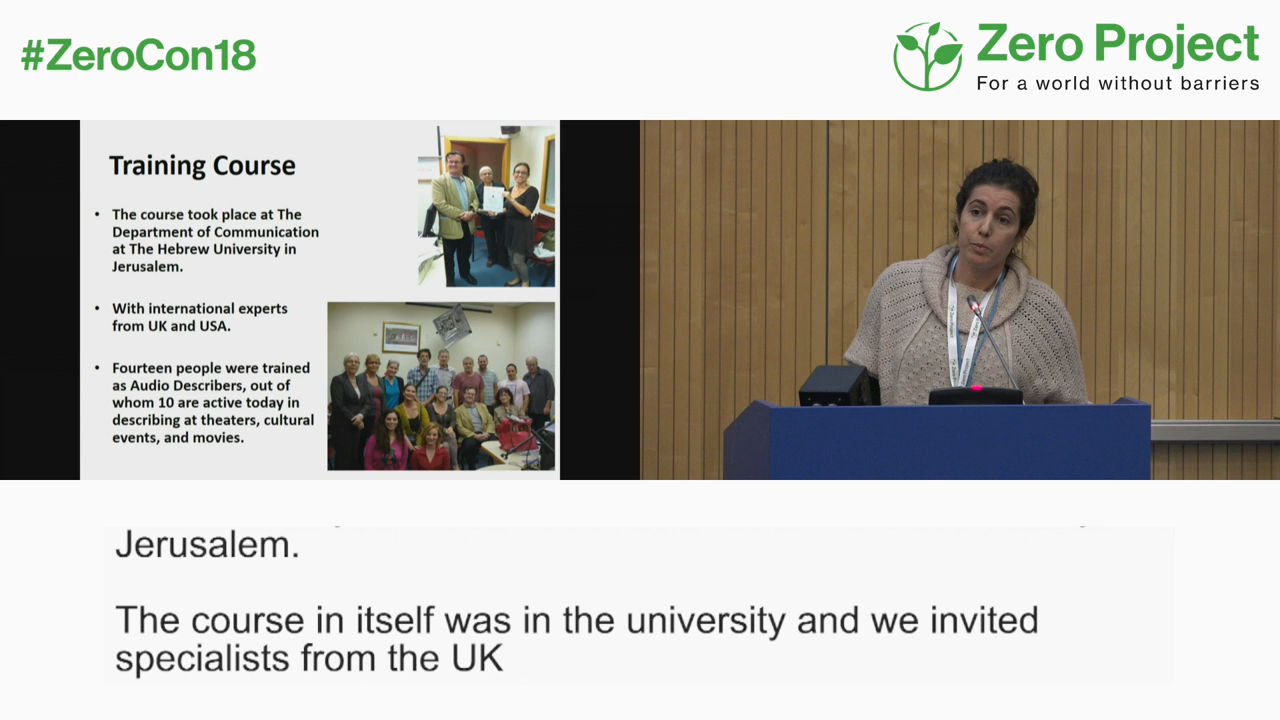 #ZeroCon18
Zero Project
For a world without barriers
Training Course
• The course took place at The
Department of Communication
at The Hebrew University in
Jerusalem.
• With international experts
from UK and USA.
• Fourteen people were trained
as Audio Describers, out of
whom 10 are active today in
describing at theaters, cultural
events, and movies.
Jerusalem.
The course in itself was in the university and we invited
specialists from the UK